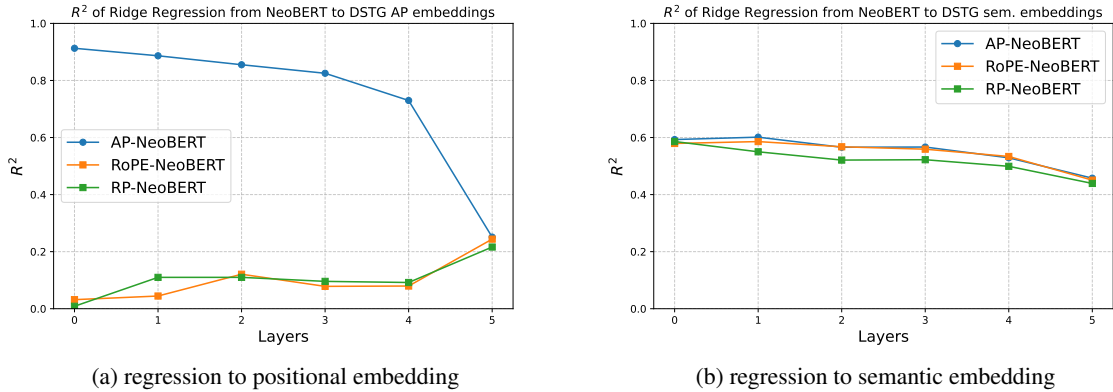 R² of Ridge Regression from NeoBERT to DSTG AP embeddings
1.0
0.8
0.6
0.4
0.2
0.0
R²
AP-NeoBERT
RoPE-NeoBERT
RP-NeoBERT
0 1 2 3 4 5
Layers
(a) regression to positional embedding
R² of Ridge Regression from NeoBERT to DSTG sem. embeddings
1.0
0.8
0.6
0.4
0.2
0.0
R²
AP-NeoBERT
RoPE-NeoBERT
RP-NeoBERT
0 1 2 3 4 5
Layers
(b) regression to semantic embedding